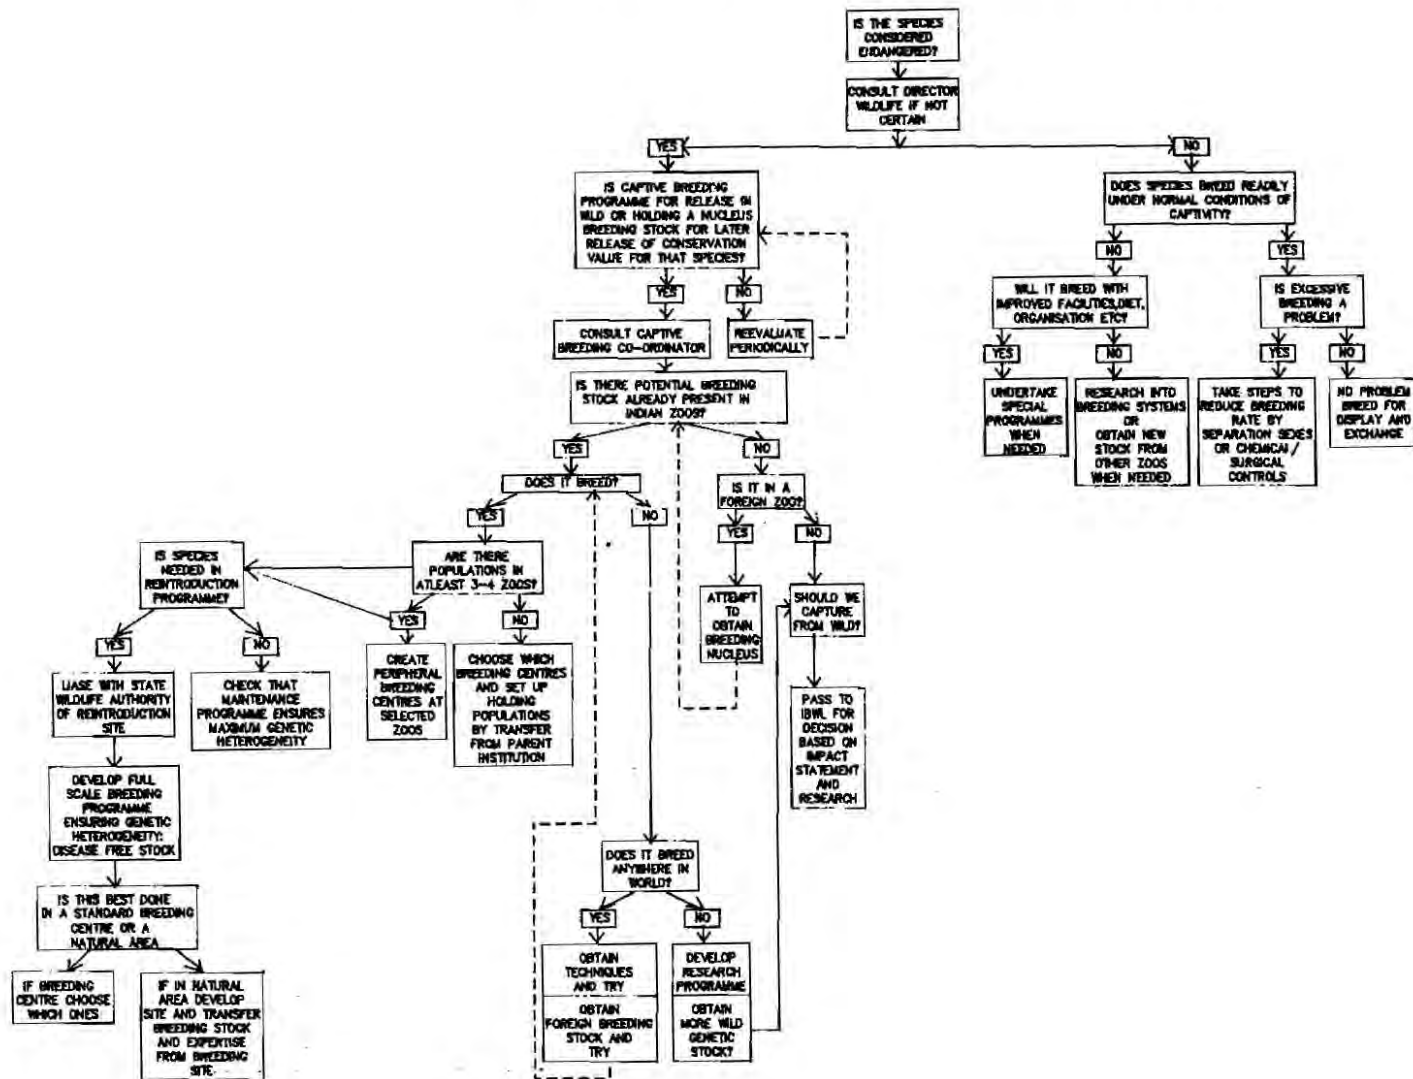 IS THE SPECIES
CONSIDERED
ENDANGERED?
CONSULT DIRECTOR
WILDLIFE IF NOT
CERTAIN
YES
NO
IS CAPTIVE BREEDING
PROGRAMME FOR RELEASE IN
WILD OR HOLDING A NUCLEUS
BREEDING STOCK FOR LATER
RELEASE OF CONSERVATION
VALUE FOR THAT SPECIES?
DOES SPECIES BREED READILY
UNDER NORMAL CONDITIONS OF
CAPTIVITY?
NO
YES
YES
NO
WILL IT BREED WITH
IMPROVED FACILITIES,DIET,
ORGANISATION ETC?
IS EXCESSIVE
BREEDING A
PROBLEM?
CONSULT CAPTIVE
BREEDING CO-ORDINATOR
REEVALUATE
PERIODICALLY
YES
NO
YES
NO
IS THERE POTENTIAL BREEDING
STOCK ALREADY PRESENT IN
INDIAN ZOOS?
UNDERTAKE
SPECIAL
PROGRAMMES
WHEN
NEEDED
RESEARCH INTO
BREEDING SYSTEMS
OR
OBTAIN NEW
STOCK FROM
OTHER ZOOS
WHEN NEEDED
TAKE STEPS TO
REDUCE BREEDING
RATE BY
SEPARATION SEXES
OR CHEMICAL/
SURGICAL
CONTROLS
NO PROBLEM
BREED FOR
DISPLAY AND
EXCHANGE
YES
NO
DOES IT BREED?
IS IT IN A
FOREIGN ZOO?
YES
NO
YES
NO
IS SPECIES
NEEDED IN
REINTRODUCTION
PROGRAMME?
ARE THERE
POPULATIONS IN
ATLEAST 3-4 ZOOS?
ATTEMPT
TO
OBTAIN
BREEDING
NUCLEUS
SHOULD WE
CAPTURE
FROM WILD?
YES
NO
YES
NO
LIASE WITH STATE
WILDLIFE AUTHORITY
OF REINTRODUCTION
SITE
CHECK THAT
MAINTENANCE
PROGRAMME ENSURES
MAXIMUM GENETIC
HETEROGENEITY
CREATE
PERIPHERAL
BREEDING
CENTRES AT
SELECTED
ZOOS
CHOOSE WHICH
BREEDING CENTRES
AND SET UP
HOLDING
POPULATIONS
BY TRANSFER
FROM PARENT
INSTITUTION
PASS TO
IBWL FOR
DECISION
BASED ON
IMPACT
STATEMENT
AND
RESEARCH
DEVELOP FULL
SCALE BREEDING
PROGRAMME
ENSURING GENETIC
HETEROGENEITY:
DISEASE FREE STOCK
DOES IT BREED
ANYWHERE IN
WORLD?
IS THIS BEST DONE
IN A STANDARD BREEDING
CENTRE OR A
NATURAL AREA
YES
NO
IF BREEDING
CENTRE CHOOSE
WHICH ONES
IF IN NATURAL
AREA DEVELOP
SITE AND TRANSFER
BREEDING STOCK
AND EXPERTISE
FROM BREEDING
SITE.
OBTAIN
TECHNIQUES
AND TRY
OBTAIN
FOREIGN BREEDING
STOCK AND
TRY
DEVELOP
RESEARCH
PROGRAMME
OBTAIN
MORE WILD
GENETIC
STOCK?